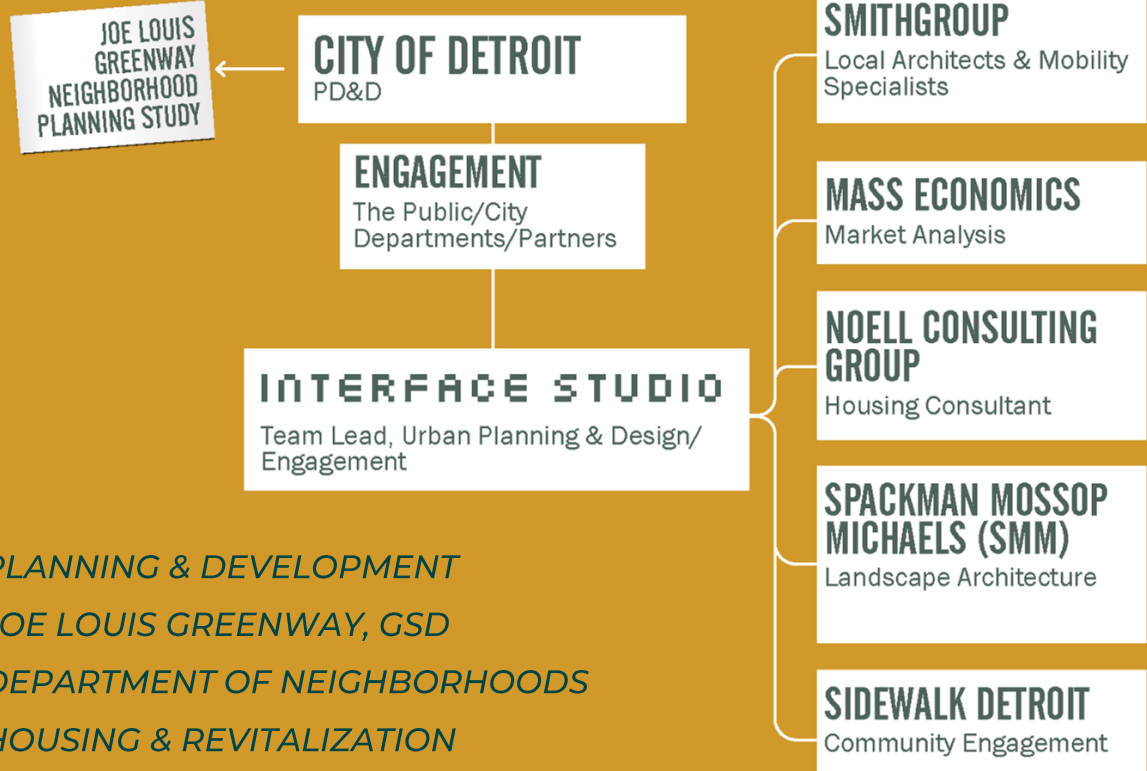 JOE LOUIS
GREENWAY
NEIGHBORHOOD
PLANNING STUDY
CITY OF DETROIT
PD&D
ENGAGEMENT
The Public/City
Departments/Partners
INTERFACE STUDIO
Team Lead, Urban Planning & Design/
Engagement
SMITHGROUP
Local Architects & Mobility
Specialists
MASS ECONOMICS
Market Analysis
NOELL CONSULTING
GROUP
Housing Consultant
SPACKMAN MOSSOP
MICHAELS (SMM)
Landscape Architecture
SIDEWALK DETROIT
Community Engagement
PLANNING & DEVELOPMENT
JOE LOUIS GREENWAY, GSD
DEPARTMENT OF NEIGHBORHOODS
HOUSING & REVITALIZATION